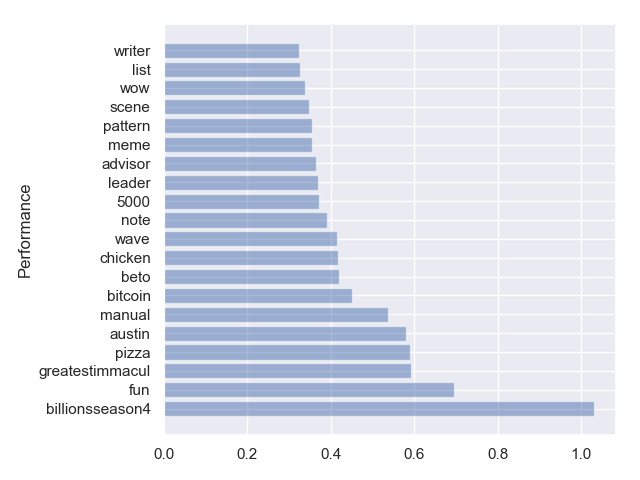 writer
list
wow
scene
pattern
meme
advisor
leader
5000
note
wave
chicken
beto
bitcoin
manual
austin
pizza
greatestimmacul
fun
billionsseason4
Performance
0.0 0.2 0.4 0.6 0.8 1.0